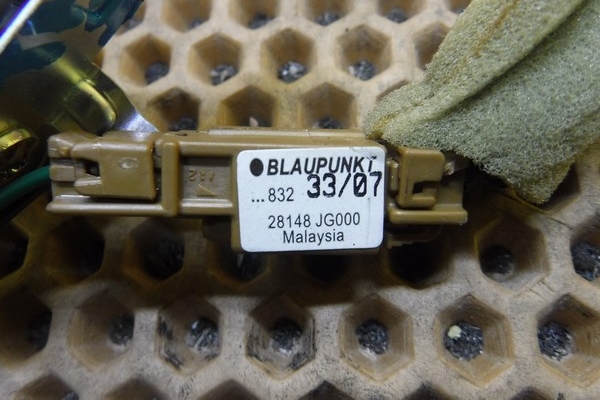 BLAUPUNKT
...832 33/07
28148 JG000
Malaysia